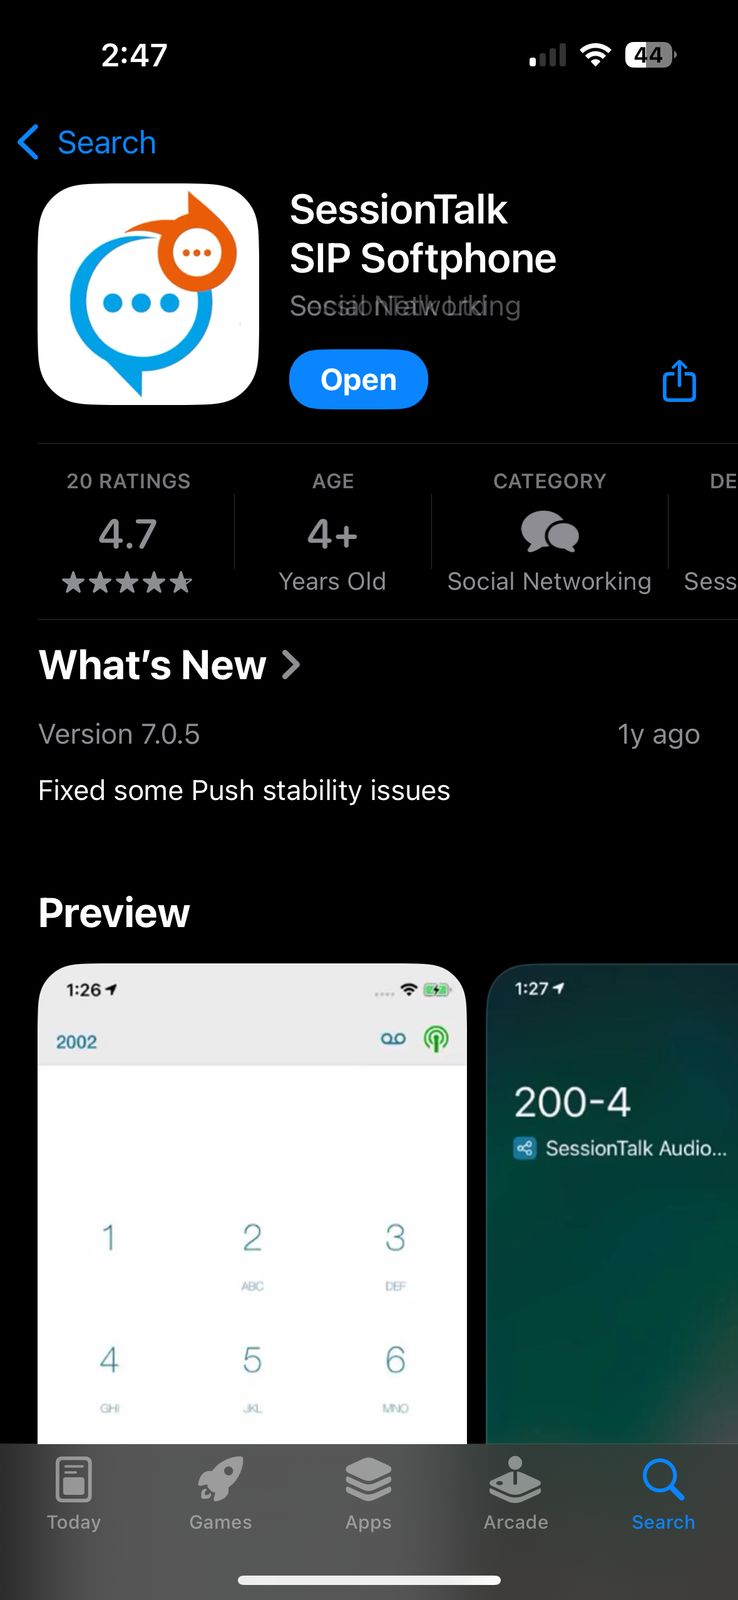 2:47
44
Search
SessionTalk
SIP Softphone
Social Networking
Open
20 RATINGS
AGE
CATEGORY
DE
4.7
4+
Years Old
Social Networking
Sess
What's New
Version 7.0.5
1y ago
Fixed some Push stability issues
Preview
1:26
2002
1
2
3
ABC
DEF
4
5
6
GHI
JKL
MNO
1:27
200-4
SessionTalk Audio...
Today
Games
Apps
Arcade
Search